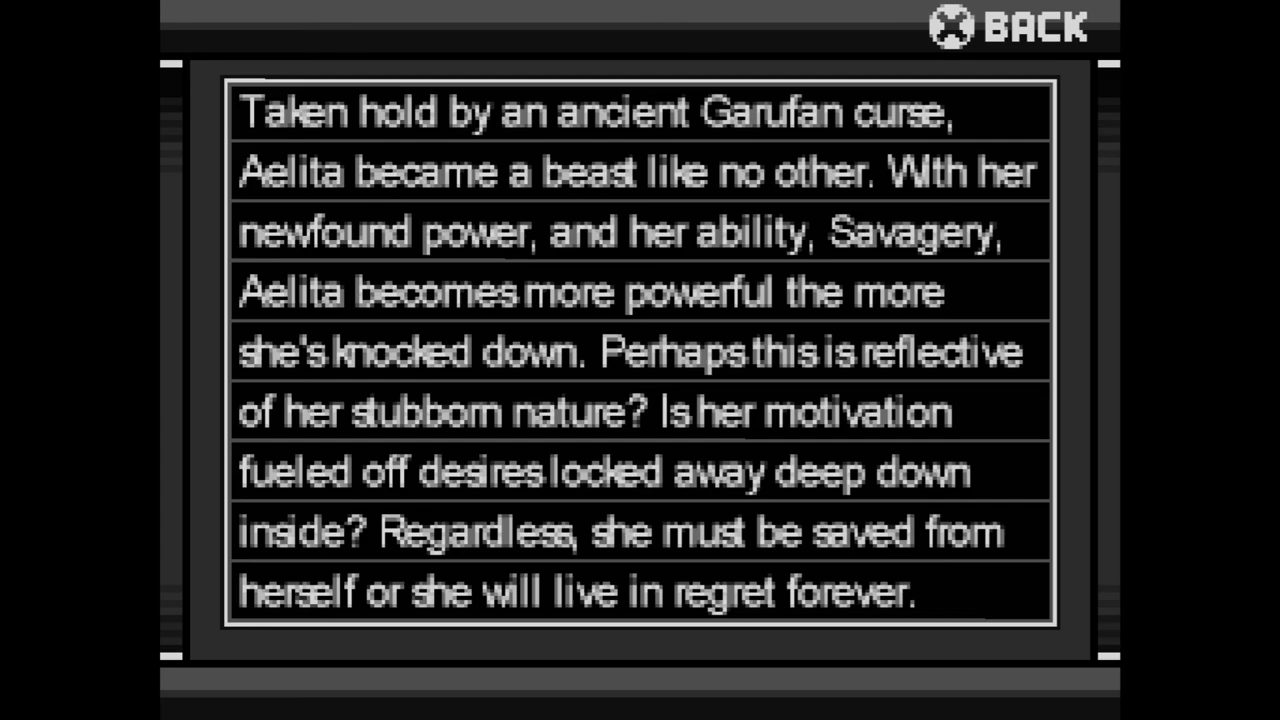 BACK
Taken hold by an ancient Garufan curse,
Aelita became a beast like no other. With her
newfound power, and her ability, Savagery,
Aelita becomes more powerful the more
she's knocked down. Perhaps this is reflective
of her stubborn nature? Is her motivation
fueled off desires locked away deep down
inside? Regardless, she must be saved from
herself or she will live in regret forever.